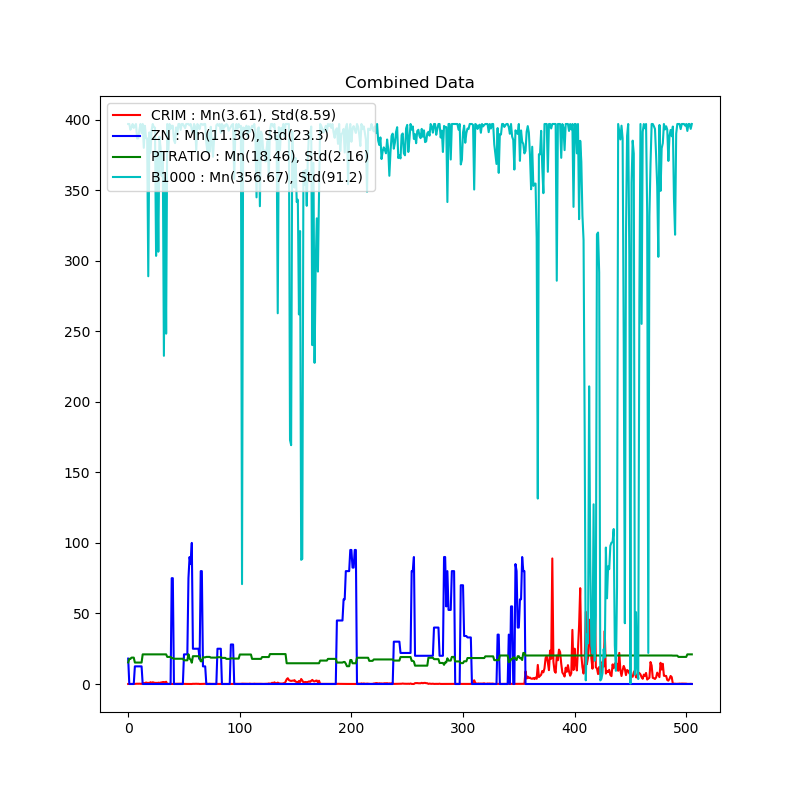 Combined Data
CRIM : Mn(3.61), Std(8.59)
ZN : Mn(11.36), Std(23.3)
PTRATIO : Mn(18.46), Std(2.16)
B1000 : Mn(356.67), Std(91.2)
400
350
300
250
200
150
100
50
0
0 100 200 300 400 500